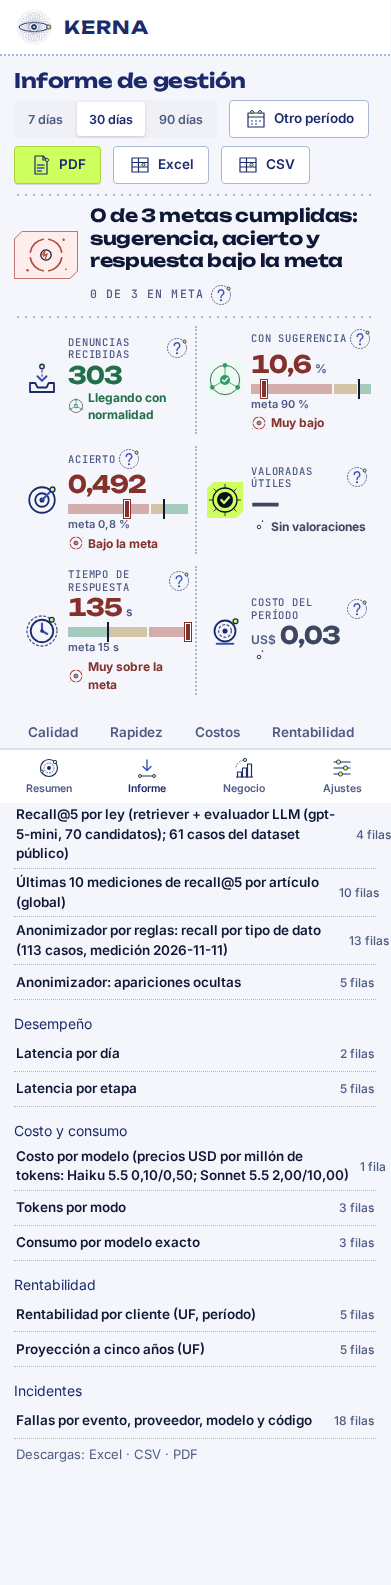 KERNA
Informe de gestión
7 días 30 días 90 días Otro período
PDF Excel CSV
0 de 3 metas cumplidas:
sugerencia, acierto y
respuesta bajo la meta
0 DE 3 EN META ?
DENUNCIAS
RECIBIDAS ?
303
Llegando con
normalidad
CON SUGERENCIA ?
10,6 %
meta 90 %
Muy bajo
ACIERTO ?
0,492
meta 0,8 %
Bajo la meta
VALORADAS
ÚTILES ?
—
Sin valoraciones
TIEMPO DE
RESPUESTA ?
135 s
meta 15 s
Muy sobre la
meta
COSTO DEL
PERÍODO ?
US$ 0,03
Calidad Rapidez Costos Rentabilidad
Resumen Informe Negocio Ajustes
Recall@5 por ley (retriever + evaluador LLM (gpt-
5-mini, 70 candidatos); 61 casos del dataset
público) 4 filas
Últimas 10 mediciones de recall@5 por artículo
(global) 10 filas
Anonimizador por reglas: recall por tipo de dato
(113 casos, medición 2026-11-11) 13 filas
Anonimizador: apariciones ocultas 5 filas
Desempeño
Latencia por día 2 filas
Latencia por etapa 5 filas
Costo y consumo
Costo por modelo (precios USD por millón de
tokens: Haiku 5.5 0,10/0,50; Sonnet 5.5 2,00/10,00) 1 fila
Tokens por modo 3 filas
Consumo por modelo exacto 3 filas
Rentabilidad
Rentabilidad por cliente (UF, período) 5 filas
Proyección a cinco años (UF) 5 filas
Incidentes
Fallas por evento, proveedor, modelo y código 18 filas
Descargas: Excel · CSV · PDF